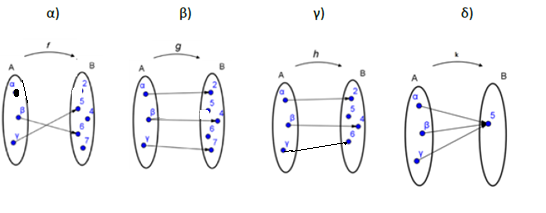 α) β) γ) δ)
f g h k
A B A B A B A B
α β γ 2 5 4 6 7
α β γ 2 5 4 6 7
α β γ 2 5 4 6
α β γ 5